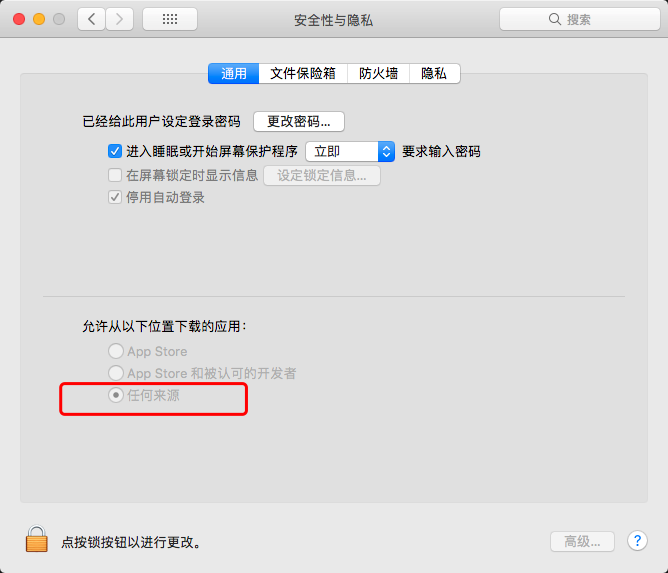 安全性与隐私
搜索
通用 文件保险箱 防火墙 隐私
已经给此用户设定登录密码 更改密码...
进入睡眠或开始屏幕保护程序 立即 要求输入密码
在屏幕锁定时显示信息 设定锁定信息...
停用自动登录
允许从以下位置下载的应用：
App Store
App Store 和被认可的开发者
任何来源
点按锁按钮以进行更改。
高级...
?